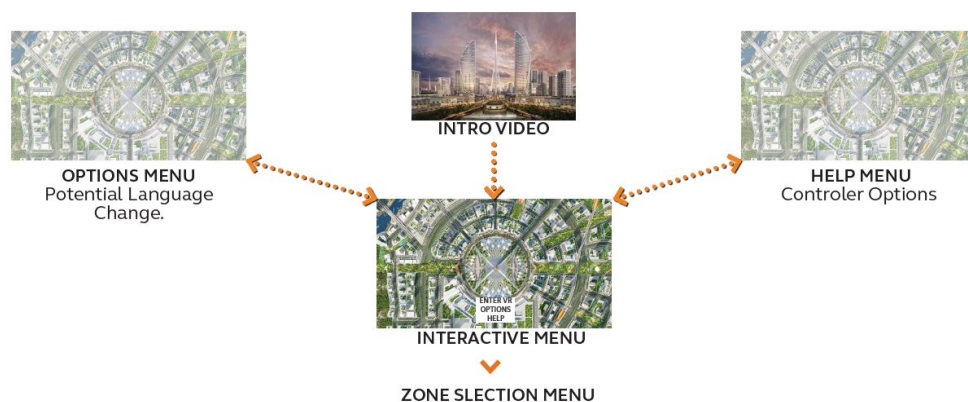 INTRO VIDEO
OPTIONS MENU
Potential Language
Change.
HELP MENU
Controler Options
ENTER VR
OPTIONS
HELP
INTERACTIVE MENU
ZONE SLECTION MENU